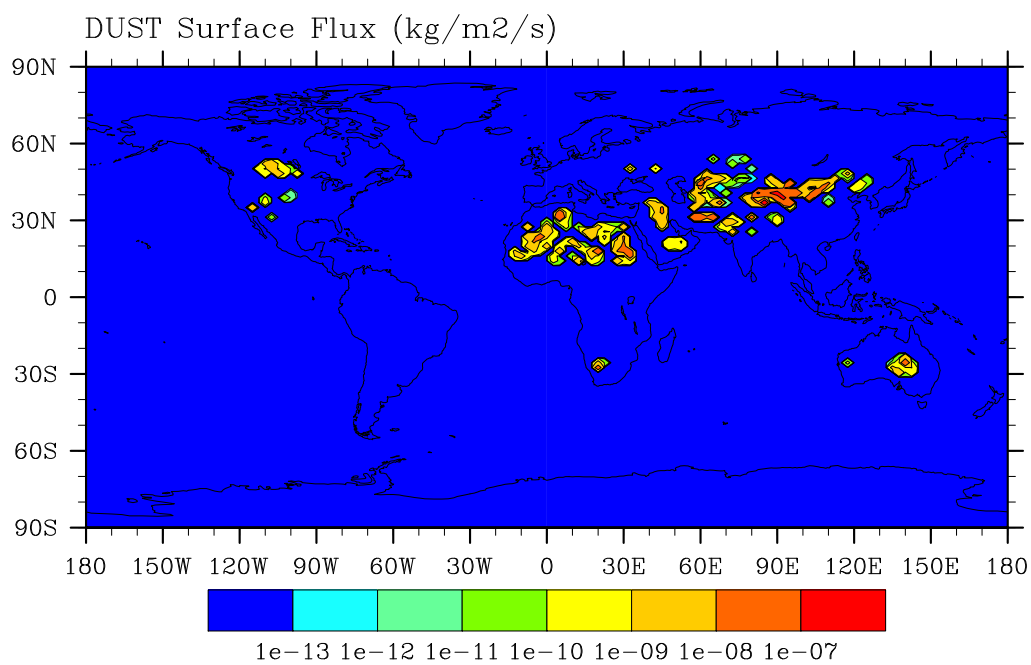 DUST Surface Flux (kg/m2/s)
90N
60N
30N
0
30S
60S
90S
180 150W 120W 90W 60W 30W 0 30E 60E 90E 120E 150E 180
1e-13 1e-12 1e-11 1e-10 1e-09 1e-08 1e-07